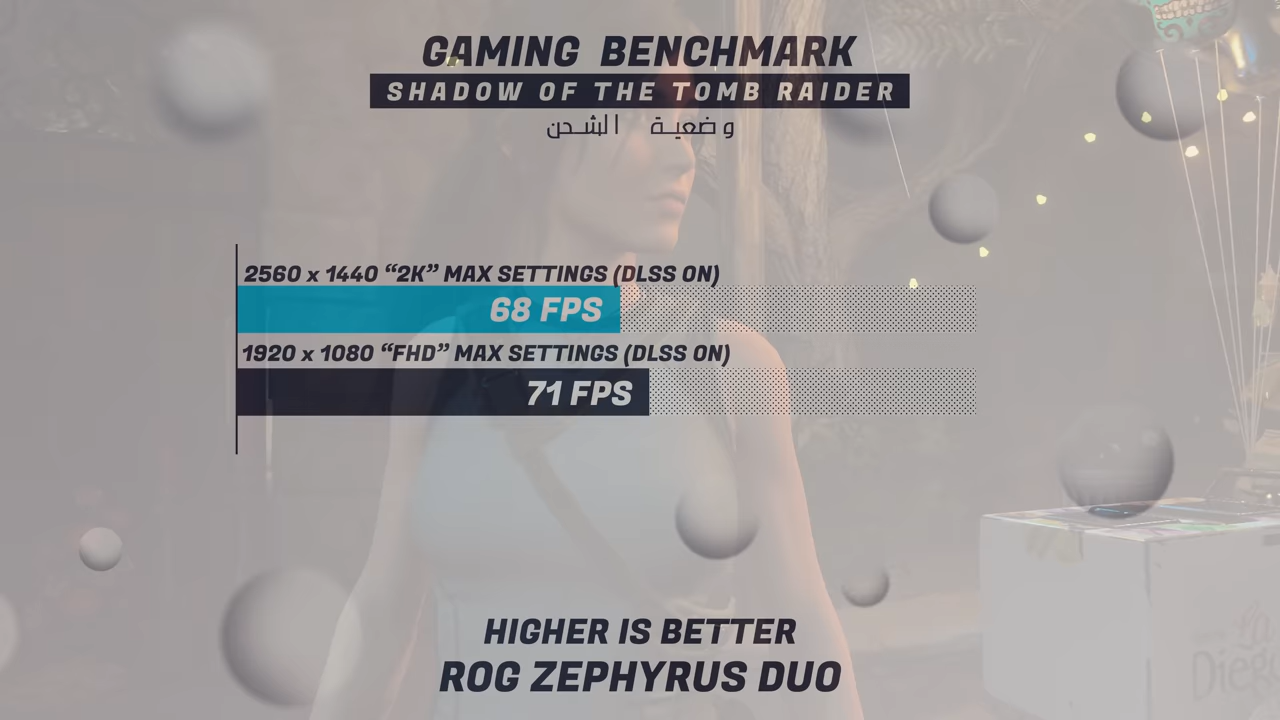 GAMING BENCHMARK
SHADOW OF THE TOMB RAIDER
وضعية الشحن
2560 x 1440 “2K” MAX SETTINGS (DLSS ON)
68 FPS
1920 x 1080 “FHD” MAX SETTINGS (DLSS ON)
71 FPS
HIGHER IS BETTER
ROG ZEPHYRUS DUO